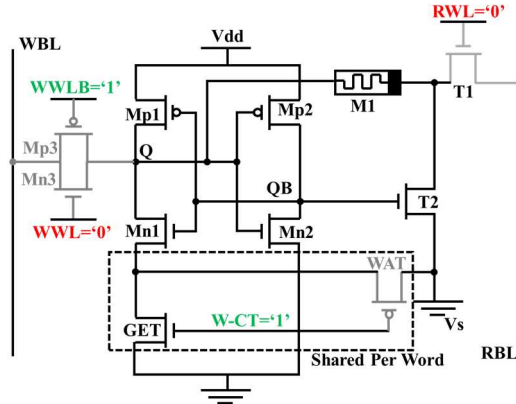 RWL=‘0’
WBL
Vdd
WWLB=‘1’
M1
T1
Mp1
Mp2
Mp3
Q
Mn3
QB
T2
WWL=‘0’
Mn1
Mn2
WAT
GET
W-CT=‘1’
Vs
Shared Per Word
RBL